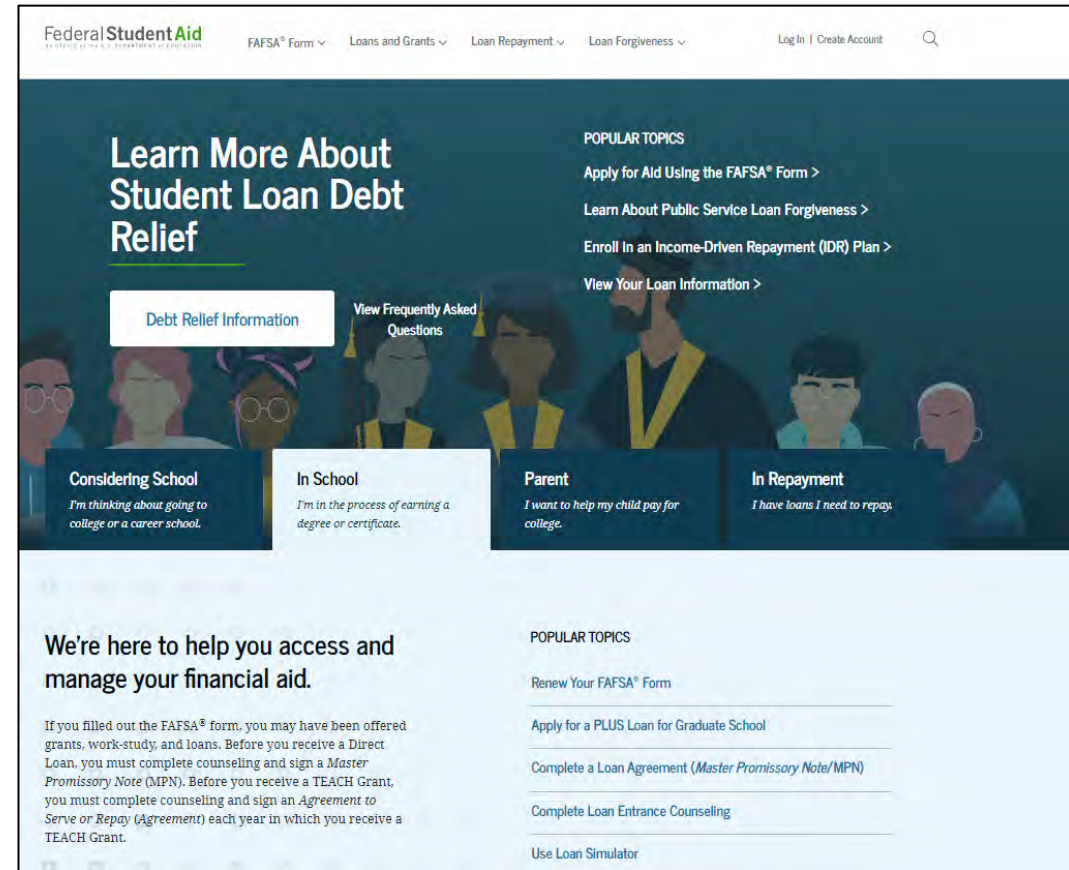 Federal Student Aid
AN OFFICE OF THE U.S. DEPARTMENT OF EDUCATION
FAFSA® Form
Loans and Grants
Loan Repayment
Loan Forgiveness
Log In | Create Account
Learn More About
Student Loan Debt
Relief
Debt Relief Information
View Frequently Asked
Questions
POPULAR TOPICS
Apply for Aid Using the FAFSA® Form >
Learn About Public Service Loan Forgiveness >
Enroll in an Income-Driven Repayment (IDR) Plan >
View Your Loan Information >
Considering School
I'm thinking about going to
college or a career school.
In School
I'm in the process of earning a
degree or certificate.
Parent
I want to help my child pay for
college.
In Repayment
I have loans I need to repay.
We're here to help you access and
manage your financial aid.
If you filled out the FAFSA® form, you may have been offered
grants, work-study, and loans. Before you receive a Direct
Loan, you must complete counseling and sign a Master
Promissory Note (MPN). Before you receive a TEACH Grant,
you must complete counseling and sign an Agreement to
Serve or Repay (Agreement) each year in which you receive a
TEACH Grant.
POPULAR TOPICS
Renew Your FAFSA® Form
Apply for a PLUS Loan for Graduate School
Complete a Loan Agreement (Master Promissory Note/MPN)
Complete Loan Entrance Counseling
Use Loan Simulator